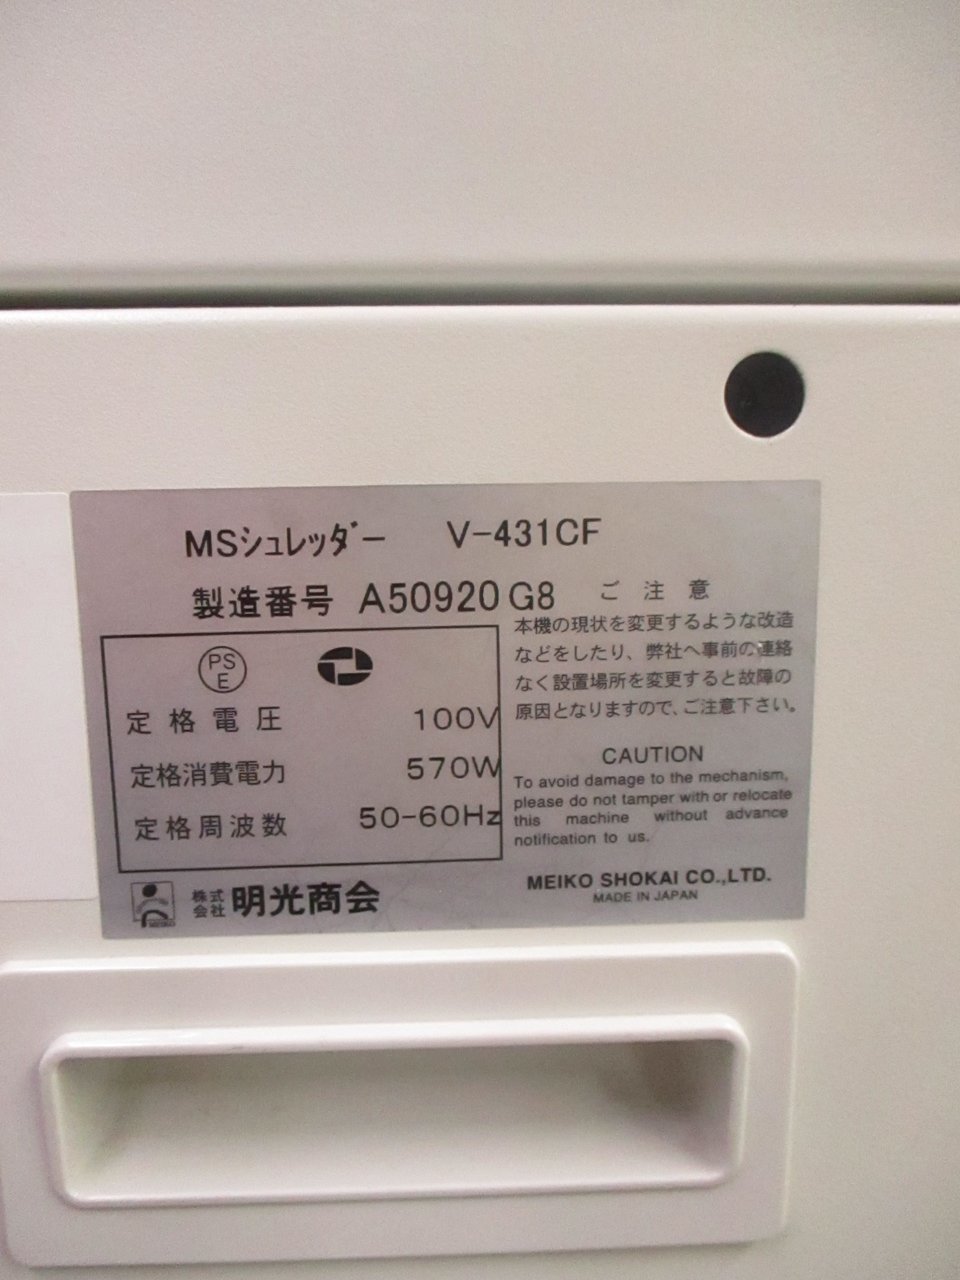 MSシュレッダー V-431CF
製造番号 A50920G8
PS
E
定格電圧 100V
定格消費電力 570W
定格周波数 50-60Hz
ご注意
本機の現状を変更するような改造
などをしたり、弊社へ事前の連絡
なく設置場所を変更すると故障の
原因となりますので、ご注意下さい。
CAUTION
To avoid damage to the mechanism,
please do not tamper with or relocate
this machine without advance
notification to us.
MEIKO
株式
会社 明光商会
MEIKO SHOKAI CO.,LTD.
MADE IN JAPAN